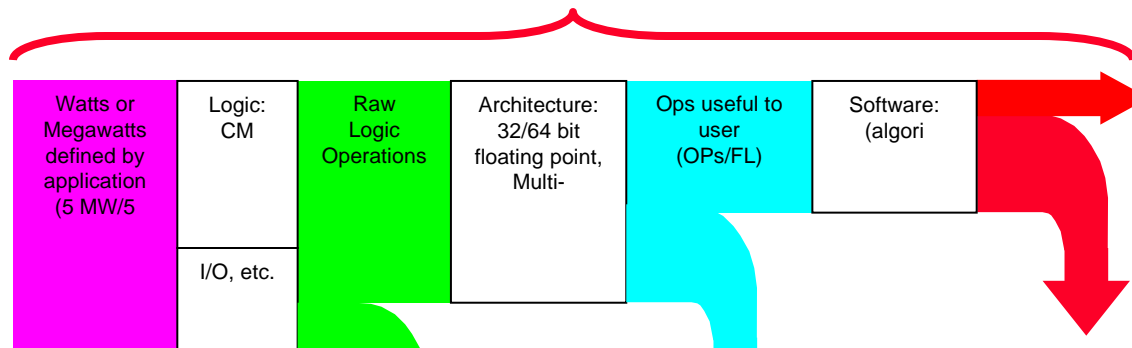 Watts or
Megawatts
defined by
application
(5 MW/5
Logic:
CM
I/O, etc.
Raw
Logic
Operations
Architecture:
32/64 bit
floating point,
Multi-
Ops useful to
user
(OPs/FL)
Software:
(algori